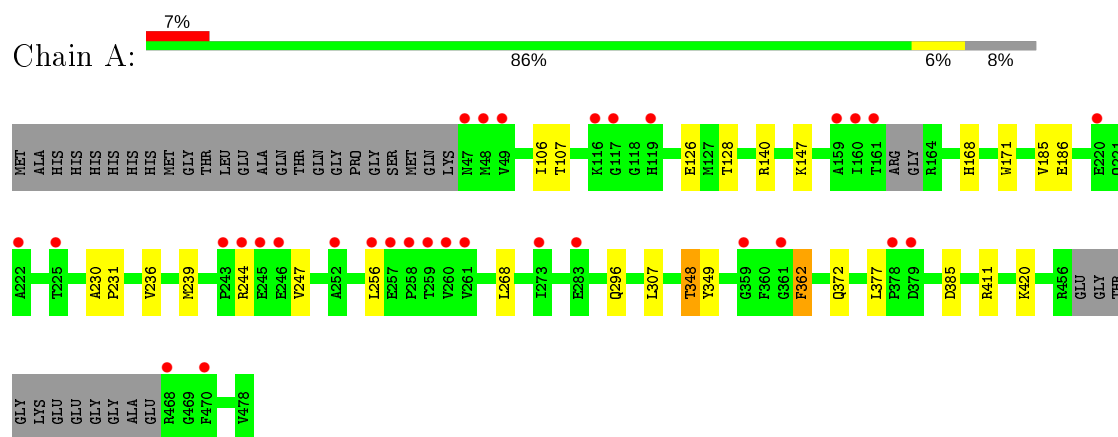 7%
Chain A:
86% 6% 8%
MET ALA HIS HIS HIS HIS HIS HIS MET GLY THR LEU GLU ALA GLN THR GLN GLY PRO GLY SER MET GLN LYS N47 M48 V49 I106 T107 K116 G117 G118 H119 E126 M127 T128 R140 K147 A159 I160 T161 ARG GLY R164 H168 W171 V185 E186 E220
A222 T225 A230 P231 V236 M239 P243 R244 E245 E246 V247 A252 L256 E257 P258 T259 V260 V261 L268 I273 E283 Q296 L307 T348 Y349 G359 F360 G361 F362 Q372 L377 P378 D379 D385 R411 K420 R456 GLU GLY THR
GLY LYS GLU GLU GLY GLY ALA GLU R468 G469 F470 V478